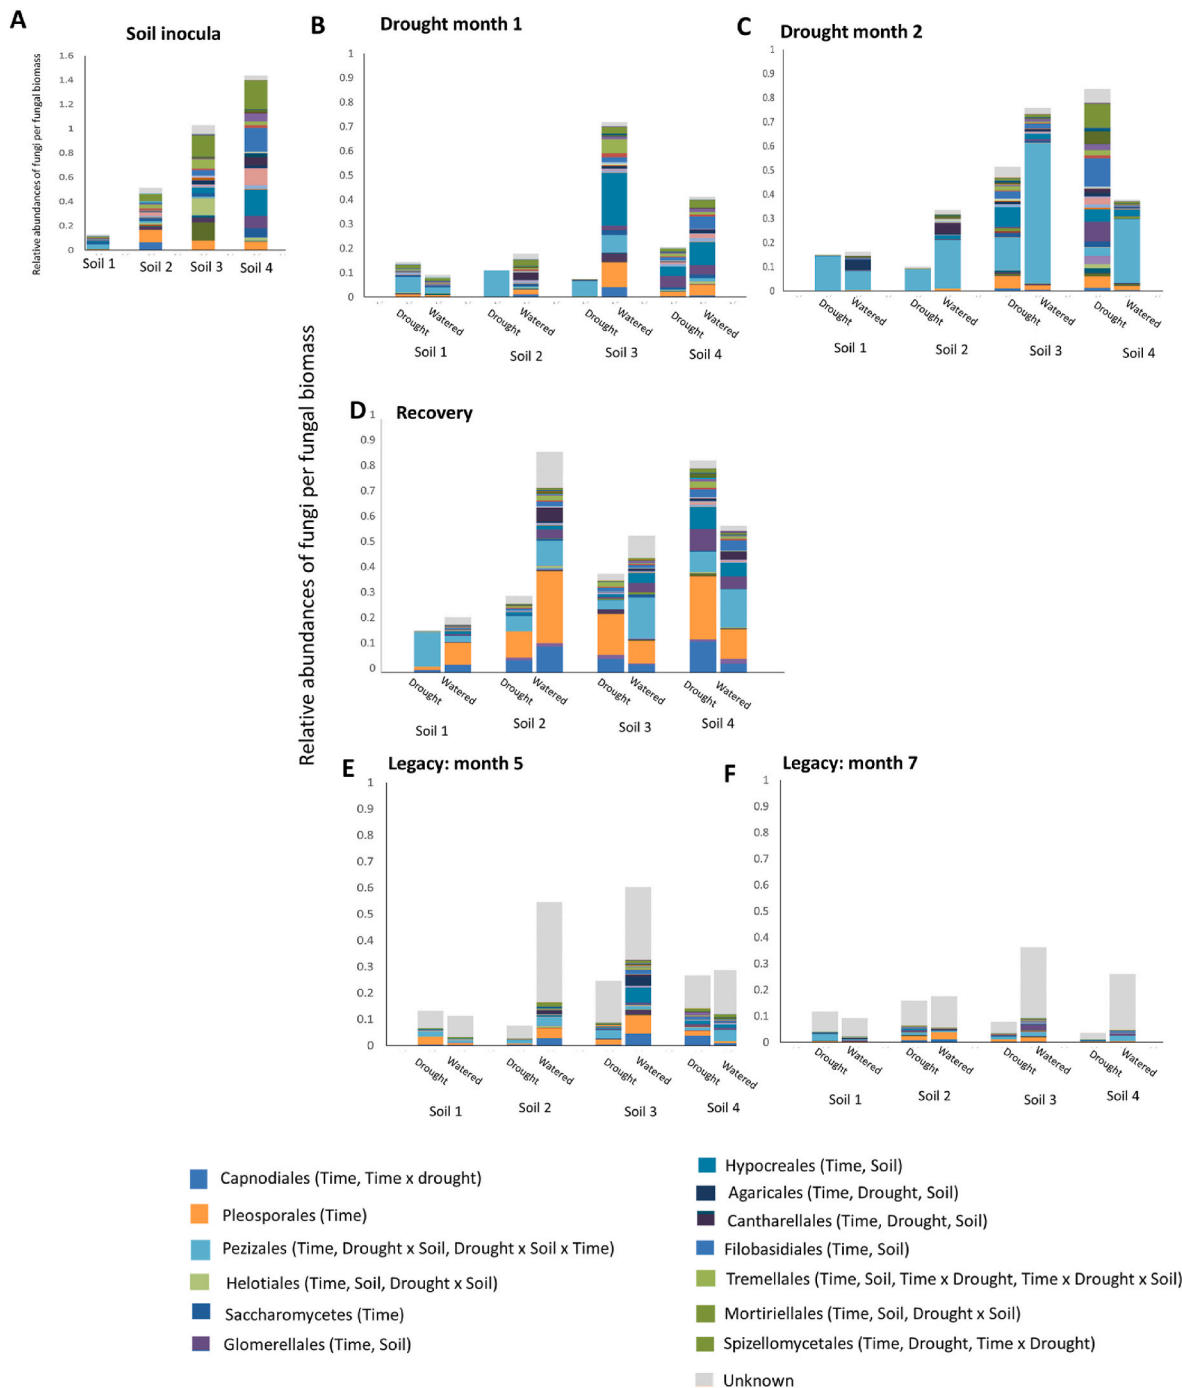 A
Soil inocula
Relative abundances of fungi per fungal biomass
1.6
1.4
1.2
1
0.8
0.6
0.4
0.2
0
Soil 1
Soil 2
Soil 3
Soil 4
B
Drought month 1
1
0.9
0.8
0.7
0.6
0.5
0.4
0.3
0.2
0.1
0
Drought
Watered
Drought
Watered
Drought
Watered
Drought
Watered
Soil 1
Soil 2
Soil 3
Soil 4
C
Drought month 2
1
0.9
0.8
0.7
0.6
0.5
0.4
0.3
0.2
0.1
0
Drought
Watered
Drought
Watered
Drought
Watered
Drought
Watered
Soil 1
Soil 2
Soil 3
Soil 4
Relative abundances of fungi per fungal biomass
D
Recovery
1
0.9
0.8
0.7
0.6
0.5
0.4
0.3
0.2
0.1
0
Drought
Watered
Drought
Watered
Drought
Watered
Drought
Watered
Soil 1
Soil 2
Soil 3
Soil 4
E
Legacy: month 5
1
0.9
0.8
0.7
0.6
0.5
0.4
0.3
0.2
0.1
0
Drought
Watered
Drought
Watered
Drought
Watered
Drought
Watered
Soil 1
Soil 2
Soil 3
Soil 4
F
Legacy: month 7
1
0.9
0.8
0.7
0.6
0.5
0.4
0.3
0.2
0.1
0
Drought
Watered
Drought
Watered
Drought
Watered
Drought
Watered
Soil 1
Soil 2
Soil 3
Soil 4
Capnodiales (Time, Time x drought)
Pleosporales (Time)
Pezizales (Time, Drought x Soil, Drought x Soil x Time)
Helotiales (Time, Soil, Drought x Soil)
Saccharomycetes (Time)
Glomerellales (Time, Soil)
Hypocreales (Time, Soil)
Agaricales (Time, Drought, Soil)
Cantharellales (Time, Drought, Soil)
Filobasidiales (Time, Soil)
Tremellales (Time, Soil, Time x Drought, Time x Drought x Soil)
Mortiriellales (Time, Soil, Drought x Soil)
Spizellomycetales (Time, Drought, Time x Drought)
Unknown